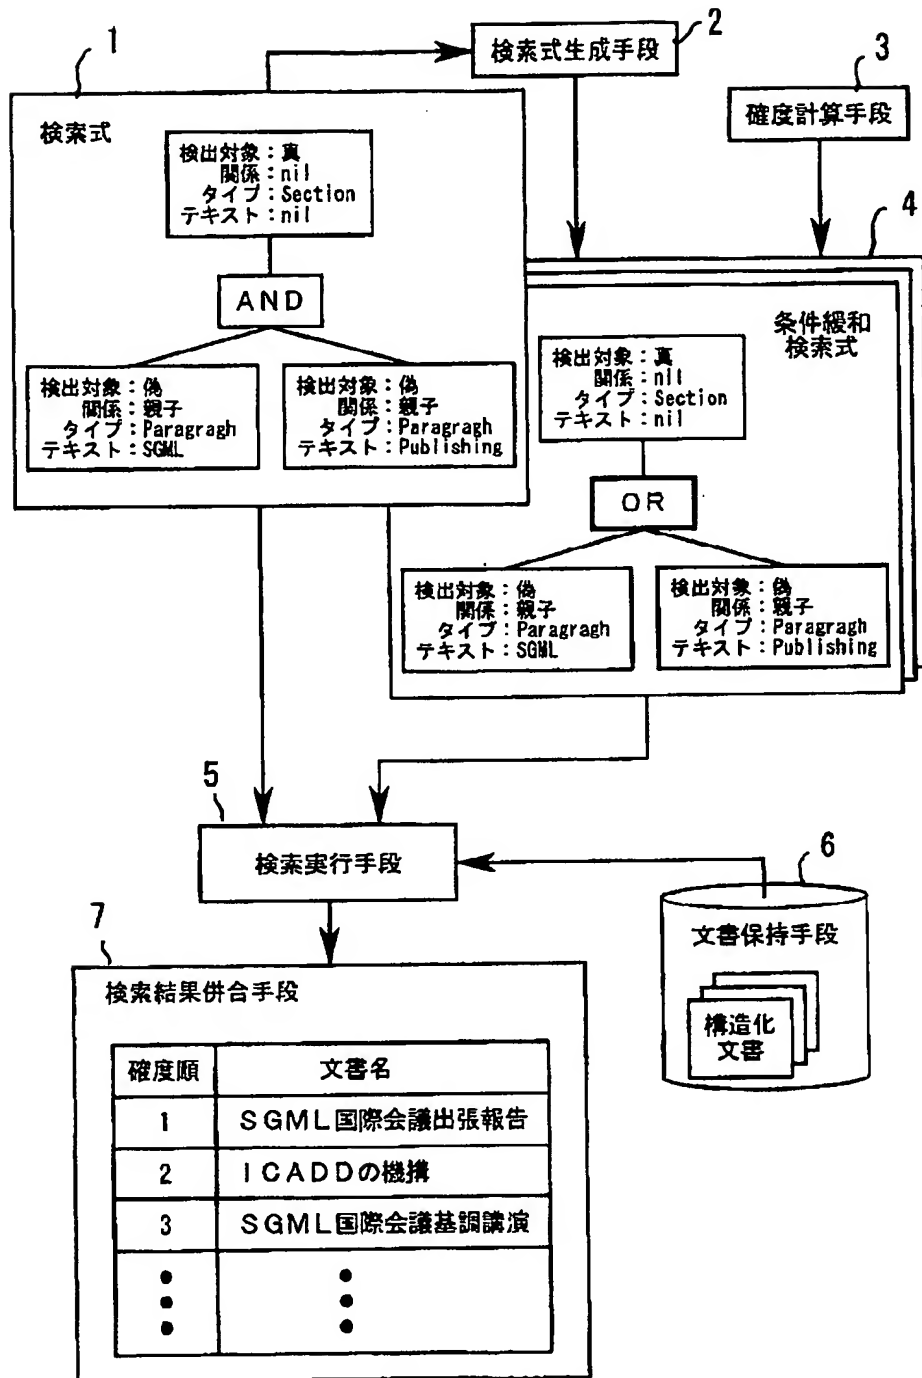 1
検索式生成手段
2
3
確度計算手段
検索式
検出対象：真
関係：nil
タイプ：Section
テキスト：nil
AND
検出対象：偽
関係：親子
タイプ：Paragragh
テキスト：SGML
検出対象：偽
関係：親子
タイプ：Paragragh
テキスト：Publishing
4
条件緩和
検索式
検出対象：真
関係：nil
タイプ：Section
テキスト：nil
OR
検出対象：偽
関係：親子
タイプ：Paragragh
テキスト：SGML
検出対象：偽
関係：親子
タイプ：Paragragh
テキスト：Publishing
5
検索実行手段
6
文書保持手段
構造化
文書
7
検索結果併合手段
確度順 文書名
1 SGML国際会議出張報告
2 ICADDの機構
3 SGML国際会議基調講演